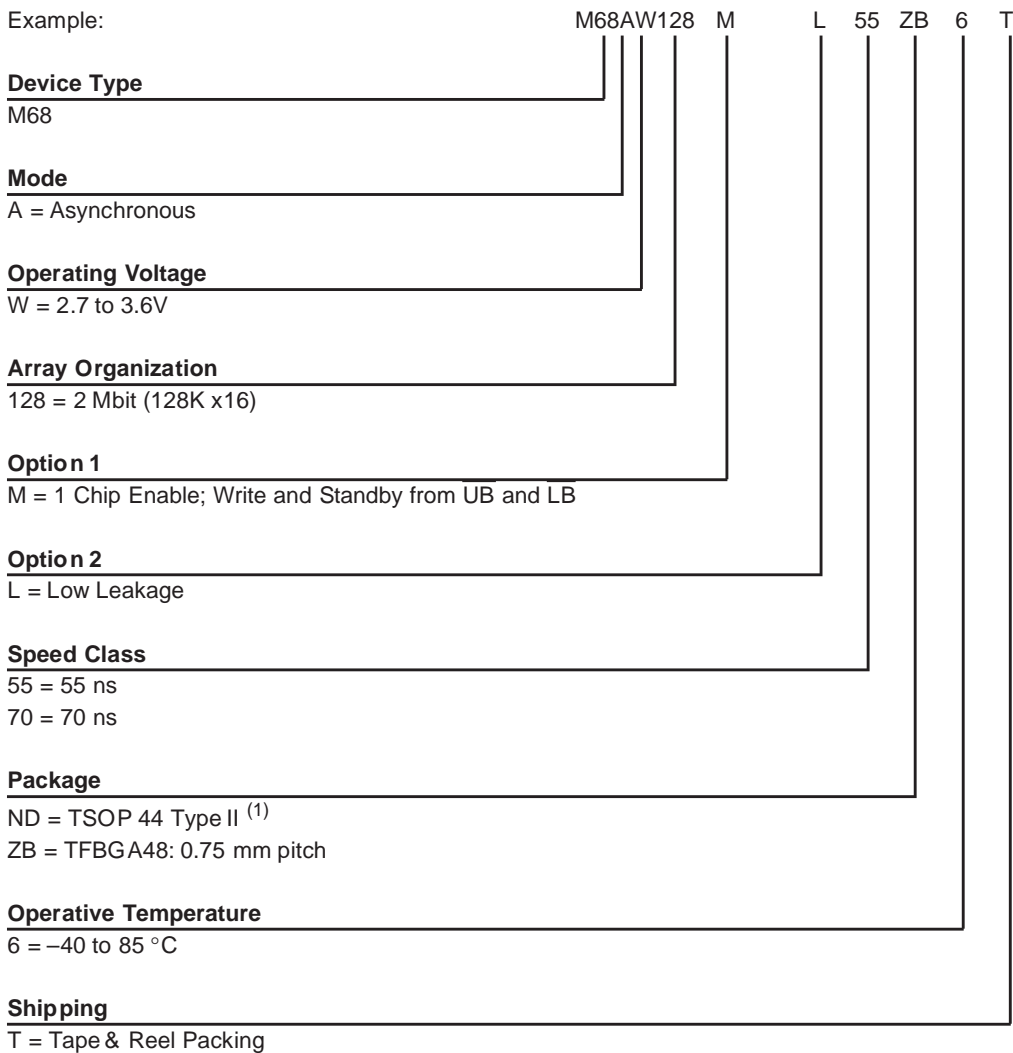 Example: M68AW128 M L 55 ZB 6 T
Device Type
M68
Mode
A = Asynchronous
Operating Voltage
W = 2.7 to 3.6V
Array Organization
128 = 2 Mbit (128K x16)
Option 1
M = 1 Chip Enable; Write and Standby from U̅B̅ and L̅B̅
Option 2
L = Low Leakage
Speed Class
55 = 55 ns
70 = 70 ns
Package
ND = TSOP 44 Type II (1)
ZB = TFBGA48: 0.75 mm pitch
Operative Temperature
6 = –40 to 85 °C
Shipping
T = Tape & Reel Packing